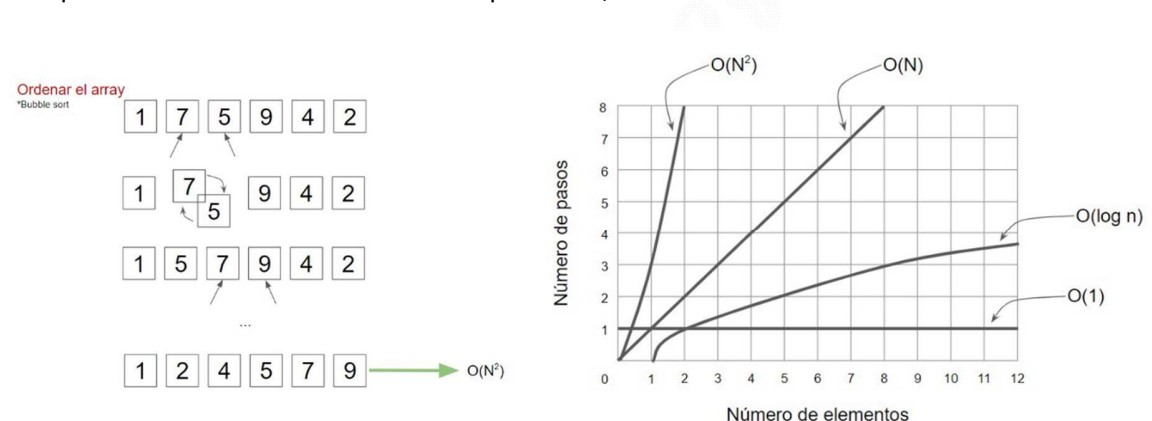 Ordenar el array
*Bubble sort
1 7 5 9 4 2
1 7 5 9 4 2
1 5 7 9 4 2
...
1 2 4 5 7 9 O(N²)
O(N²) O(N)
O(log n)
O(1)
Número de pasos
8
7
6
5
4
3
2
1
0 1 2 3 4 5 6 7 8 9 10 11 12
Número de elementos